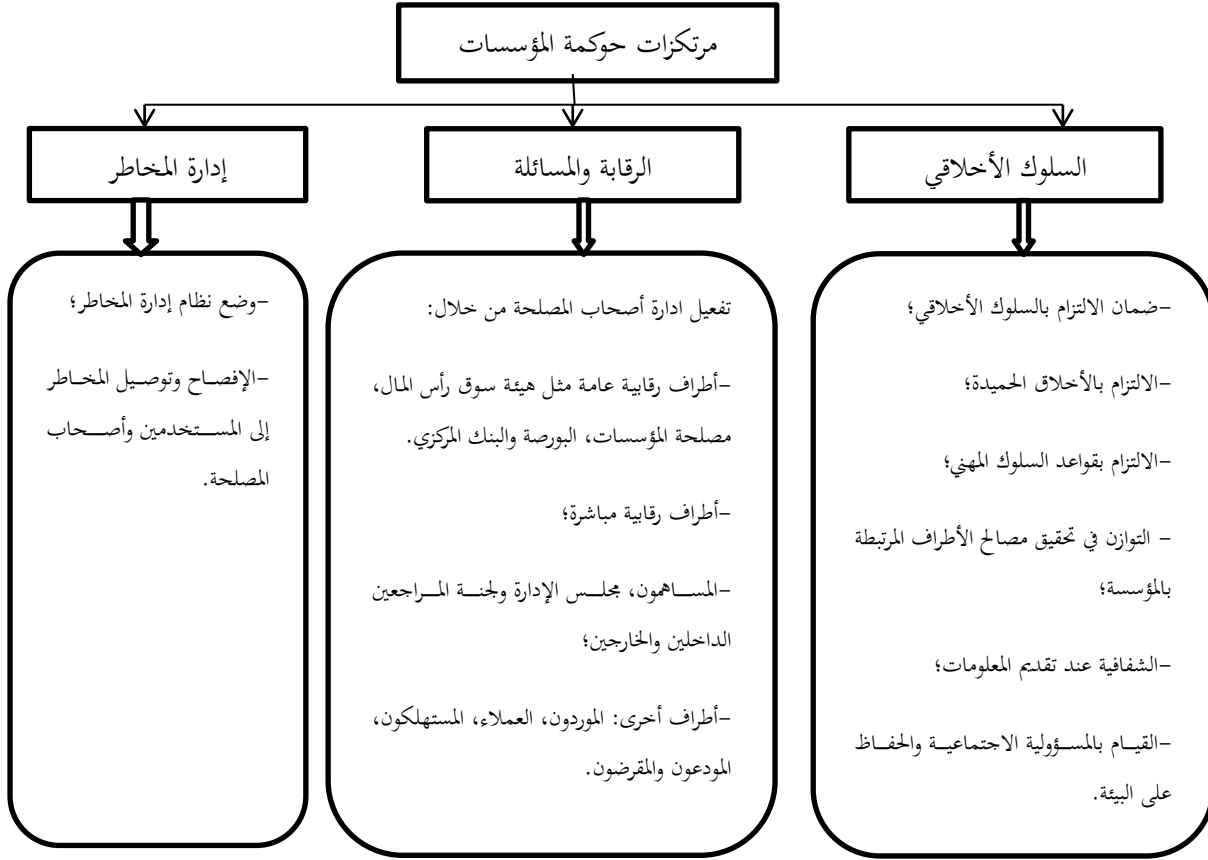 مرتكزات حوكمة المؤسسات
السلوك الأخلاقي
الرقابة والمسائلة
إدارة المخاطر
-ضمان الالتزام بالسلوك الأخلاقي؛
-الالتزام بالأخلاق الحميدة؛
-الالتزام بقواعد السلوك المهني؛
- التوازن في تحقيق مصالح الأطراف المرتبطة
بالمؤسسة؛
-الشفافية عند تقديم المعلومات؛
-القيام بالمسؤولية الاجتماعية والحفاظ
على البيئة.
تفعيل ادارة أصحاب المصلحة من خلال:
-أطراف رقابية عامة مثل هيئة سوق رأس المال،
مصلحة المؤسسات، البورصة والبنك المركزي.
-أطراف رقابية مباشرة؛
-المساهمون، مجلس الإدارة ولجنة المراجعين
الداخلين والخارجين؛
-أطراف أخرى: الموردون، العملاء، المستهلكون،
المودعون والمقرضون.
-وضع نظام إدارة المخاطر؛
-الإفصاح وتوصيل المخاطر
إلى المستخدمين وأصحاب
المصلحة.